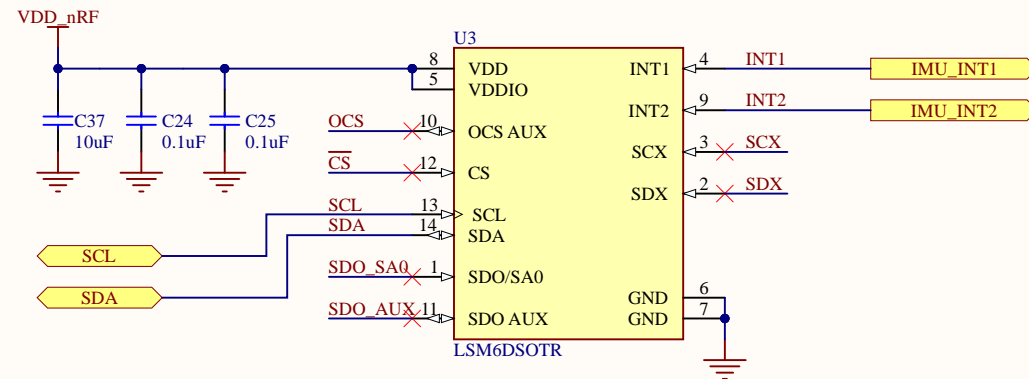 VDD_nRF
U3
8
VDD
5
VDDIO
INT1
4
INT1
IMU_INT1
C37
10uF
C24
0.1uF
C25
0.1uF
OCS
10
OCS AUX
INT2
9
INT2
IMU_INT2
CS
12
CS
SCX
3
SCX
SDX
2
SDX
SCL
13
SCL
SDA
14
SDA
SCL
SDA
SDO_SA0
1
SDO/SA0
SDO_AUX
11
SDO AUX
GND
6
GND
7
LSM6DSOTR